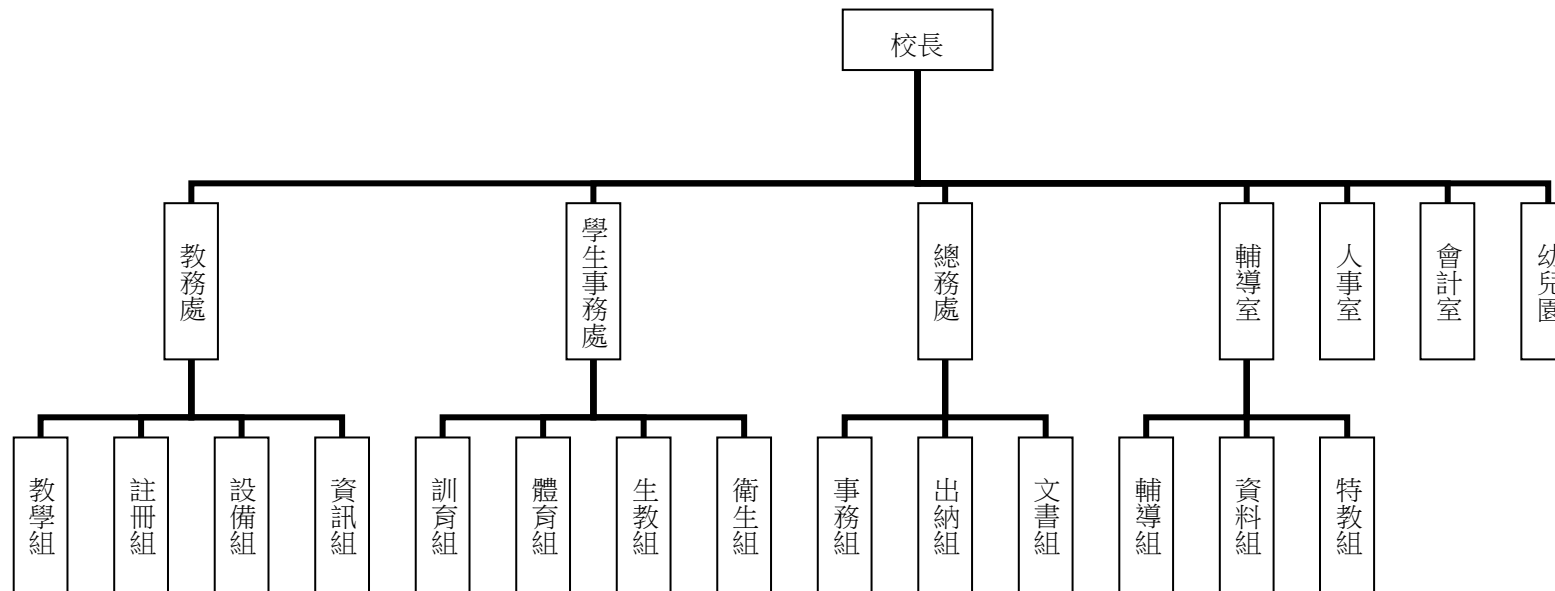 校長
教務處
學生事務處
總務處
輔導室
人事室
會計室
幼兒園
教學組
註冊組
設備組
資訊組
訓育組
體育組
生教組
衛生組
事務組
出納組
文書組
輔導組
資料組
特教組